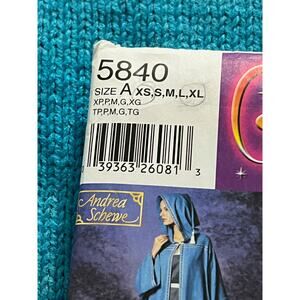 5840
SIZE A XS,S,M,L,XL
XP,P,M,G,XG
TP,P,M,G,TG
39363 26081 3
Andrea
Schewe